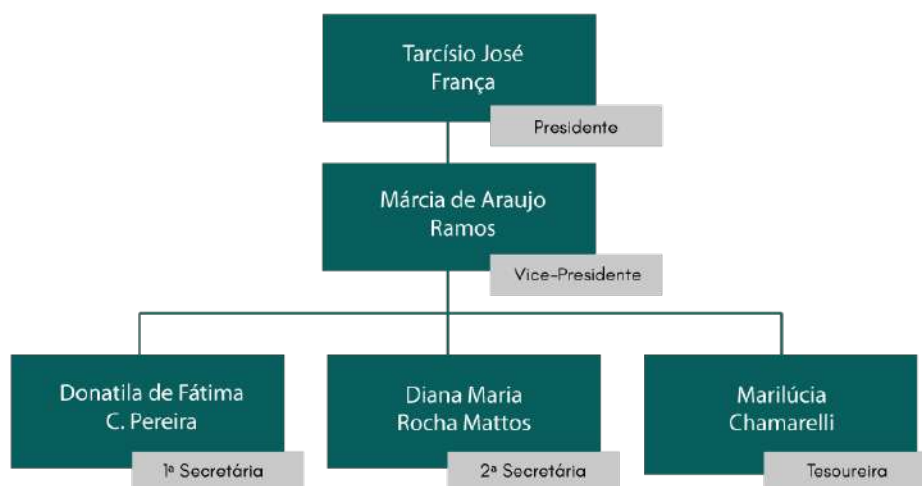 Tarcísio José
França
Presidente
Márcia de Araujo
Ramos
Vice-Presidente
Donatila de Fátima
C. Pereira
1ª Secretária
Diana Maria
Rocha Mattos
2ª Secretária
Marilúcia
Chamarelli
Tesoureira